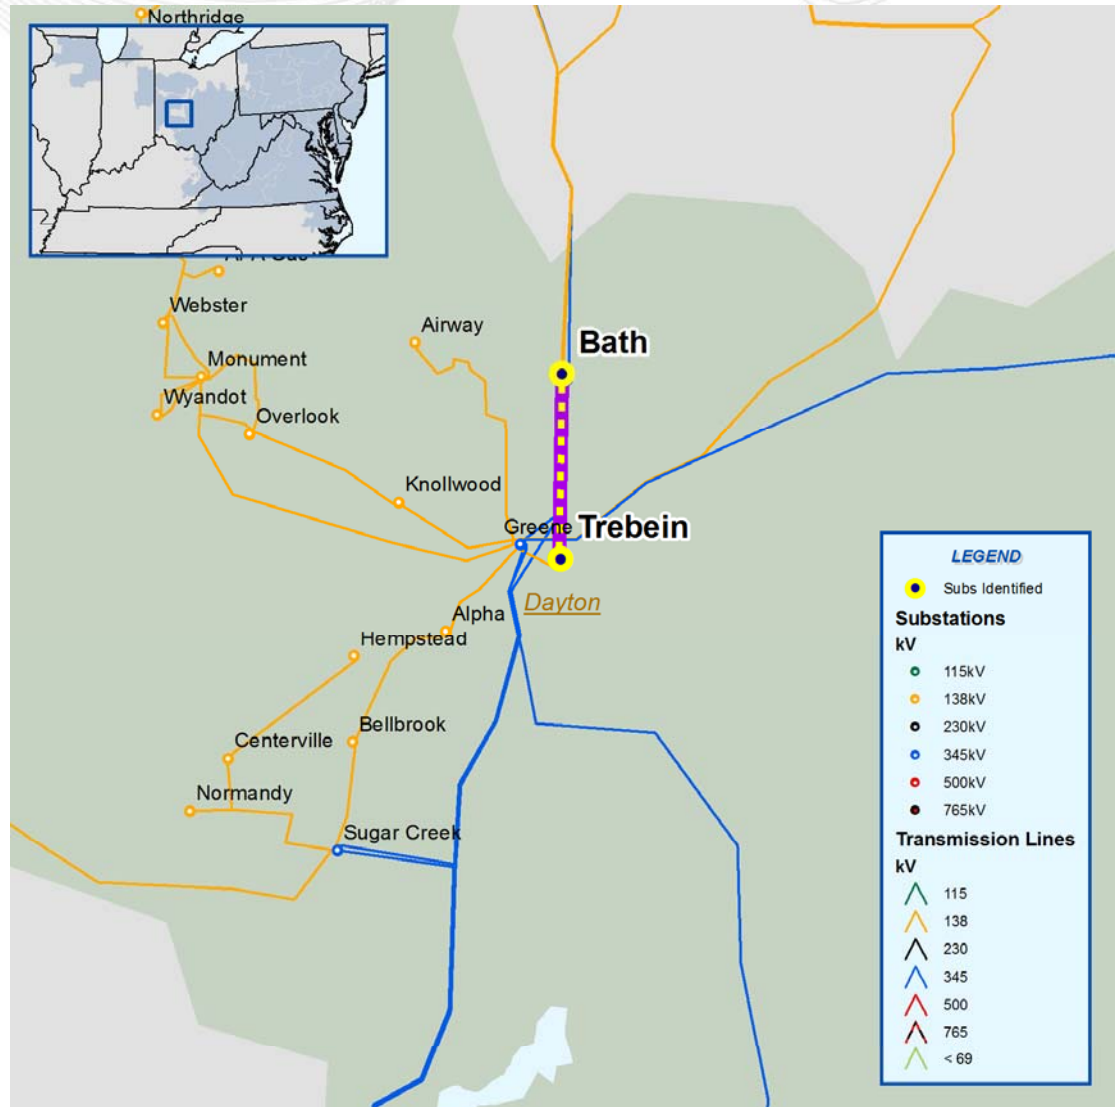 Northridge
Webster
Airway
Bath
Monument
Wyandot
Overlook
Knollwood
Greene
Trebein
Dayton
Alpha
Hempstead
Bellbrook
Centerville
Normandy
Sugar Creek
LEGEND
Subs Identified
Substations
kV
115kV
138kV
230kV
345kV
500kV
765kV
Transmission Lines
kV
115
138
230
345
500
765
< 69